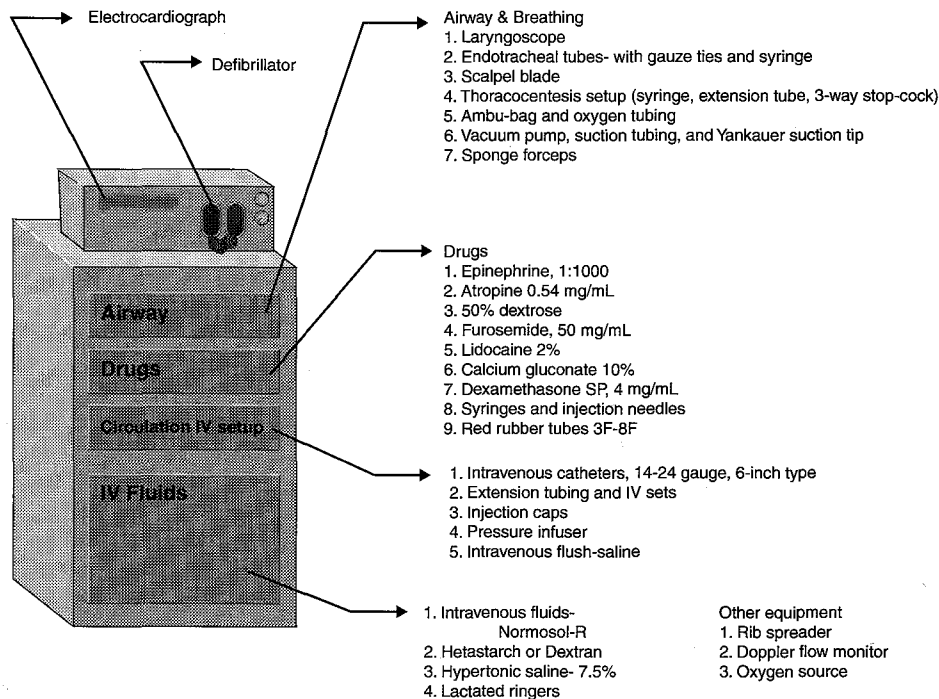 Electrocardiograph
Defibrillator
Airway & Breathing
1. Laryngoscope
2. Endotracheal tubes- with gauze ties and syringe
3. Scalpel blade
4. Thoracocentesis setup (syringe, extension tube, 3-way stop-cock)
5. Ambu-bag and oxygen tubing
6. Vacuum pump, suction tubing, and Yankauer suction tip
7. Sponge forceps
Drugs
1. Epinephrine, 1:1000
2. Atropine 0.54 mg/mL
3. 50% dextrose
4. Furosemide, 50 mg/mL
5. Lidocaine 2%
6. Calcium gluconate 10%
7. Dexamethasone SP, 4 mg/mL
8. Syringes and injection needles
9. Red rubber tubes 3F-8F
Airway
Drugs
Circulation IV setup
IV Fluids
1. Intravenous catheters, 14-24 gauge, 6-inch type
2. Extension tubing and IV sets
3. Injection caps
4. Pressure infuser
5. Intravenous flush-saline
1. Intravenous fluids-
Normosol-R
2. Hetastarch or Dextran
3. Hypertonic saline- 7.5%
4. Lactated ringers
Other equipment
1. Rib spreader
2. Doppler flow monitor
3. Oxygen source